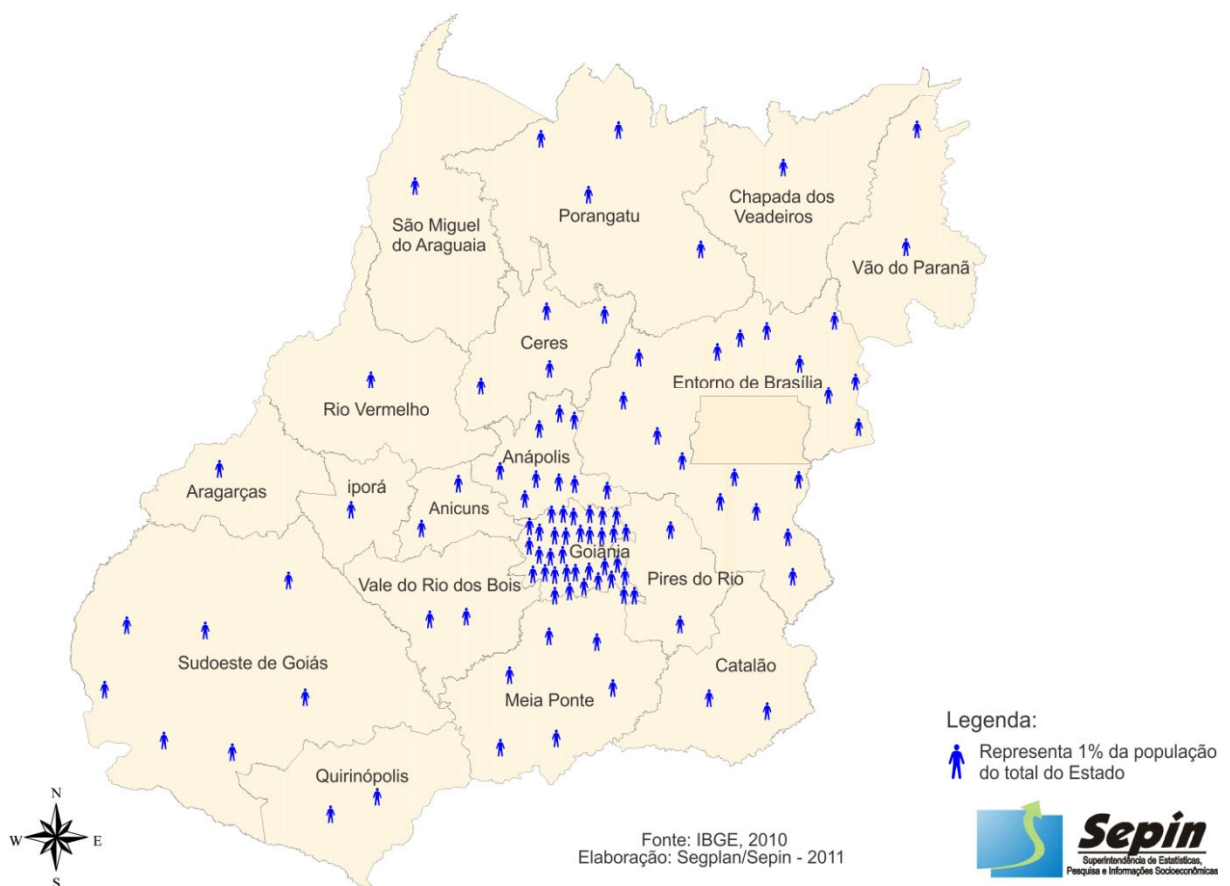 Chapada dos
Veadeiros
São Miguel
do Araguaia
Porangatu
Vão do Paranã
Ceres
Entorno de Brasília
Rio Vermelho
Anápolis
Aragarças
iporá
Anicuns
Goiânia
Vale do Rio dos Bois
Pires do Rio
Sudoeste de Goiás
Catalão
Meia Ponte
Quirinópolis
Legenda:
Representa 1% da população
do total do Estado
N
W
E
S
Fonte: IBGE, 2010
Elaboração: Segplan/Sepin - 2011
Sepin
Superintendência de Estatísticas,
Pesquisa e Informações Socioeconômicas